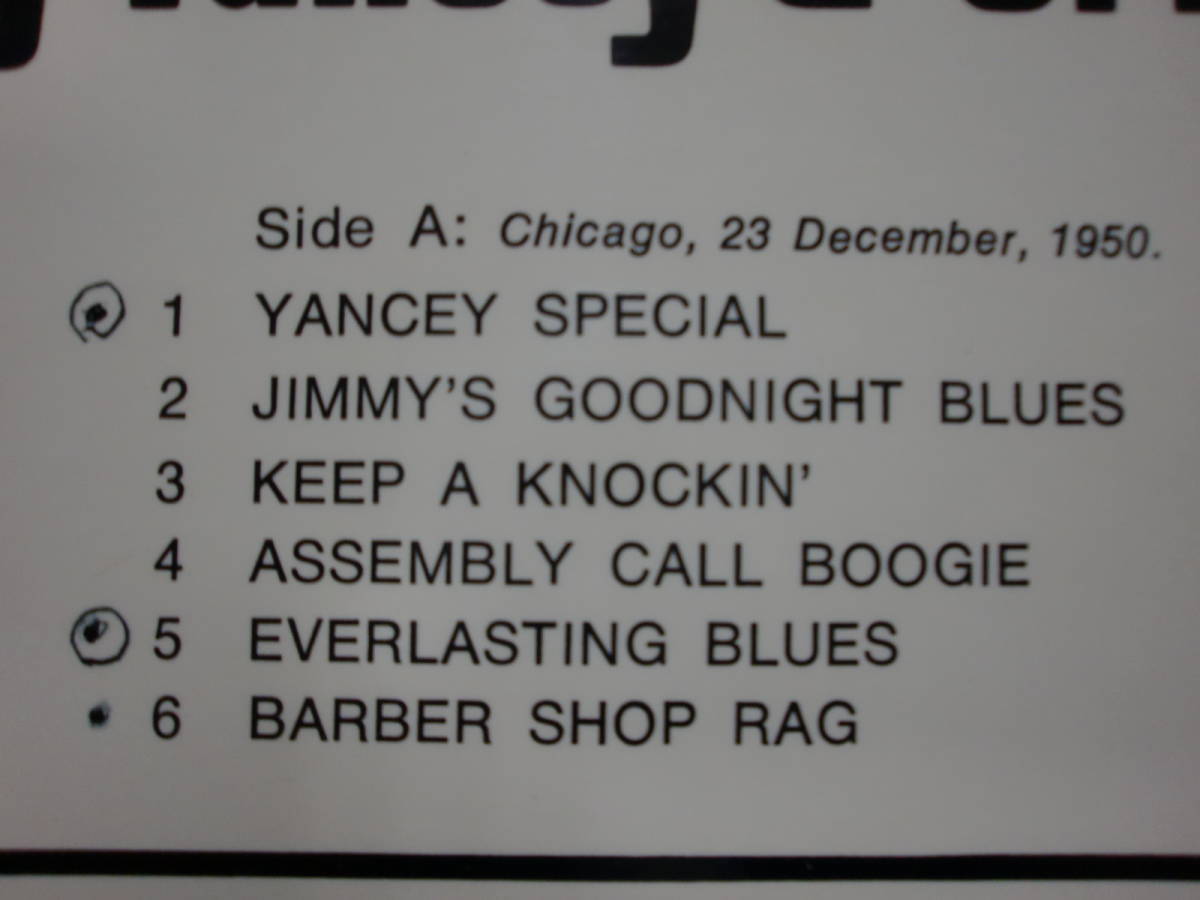 Side A: Chicago, 23 December, 1950.
1 YANCEY SPECIAL
2 JIMMY'S GOODNIGHT BLUES
3 KEEP A KNOCKIN'
4 ASSEMBLY CALL BOOGIE
5 EVERLASTING BLUES
6 BARBER SHOP RAG